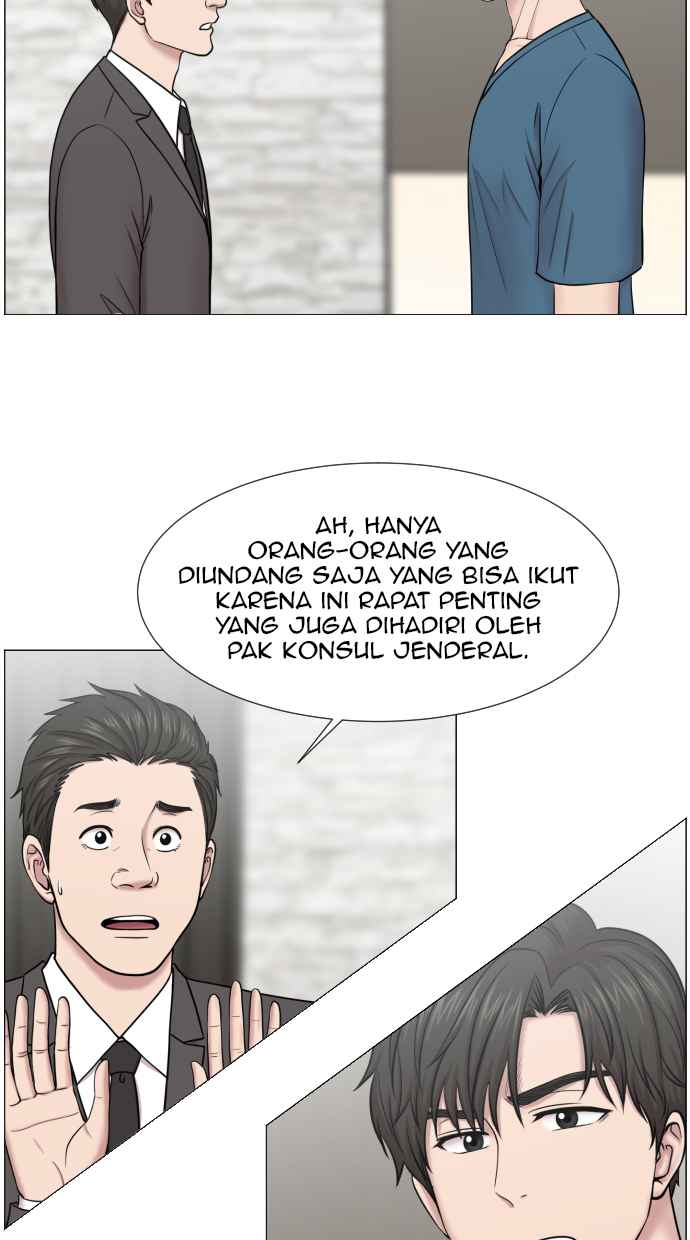 AH, HANYA
ORANG-ORANG YANG
DIUNDANG SAJA YANG BISA IKUT
KARENA INI RAPAT PENTING
YANG JUGA DIHADIRI OLEH
PAK KONSUL JENDERAL.